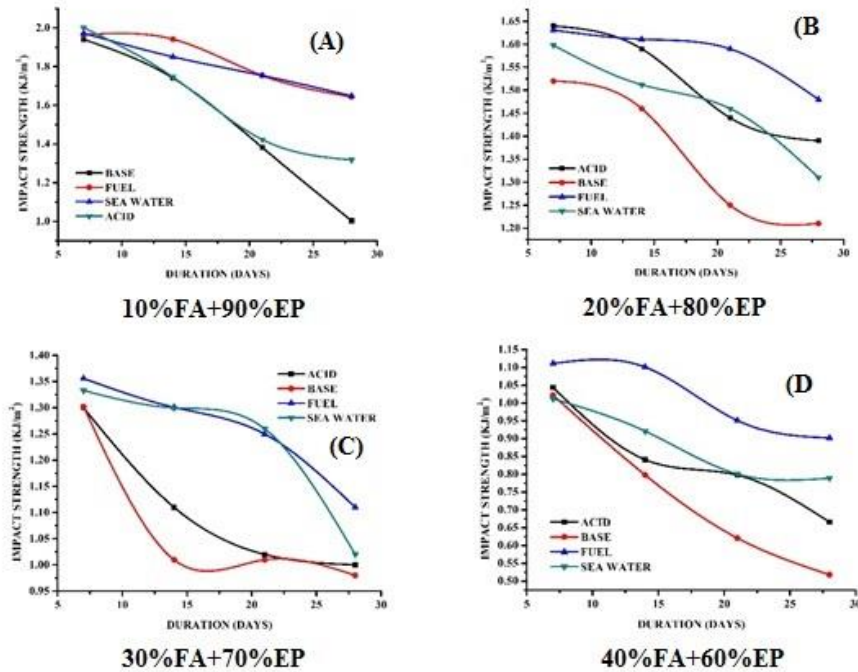 (A)
IMPACT STRENGTH (KJ/m²)
2.0
1.8
1.6
1.4
1.2
1.0
BASE
FUEL
SEA WATER
ACID
5 10 15 20 25 30
DURATION (DAYS)
10%FA+90%EP
(B)
IMPACT STRENGTH (KJ/m²)
1.65
1.60
1.55
1.50
1.45
1.40
1.35
1.30
1.25
1.20
ACID
BASE
FUEL
SEA WATER
5 10 15 20 25 30
DURATION (DAYS)
20%FA+80%EP
(C)
IMPACT STRENGTH (KJ/m²)
1.40
1.35
1.30
1.25
1.20
1.15
1.10
1.05
1.00
0.95
ACID
BASE
FUEL
SEA WATER
5 10 15 20 25 30
DURATION (DAYS)
30%FA+70%EP
(D)
IMPACT STRENGTH (KJ/m²)
1.15
1.10
1.05
1.00
0.95
0.90
0.85
0.80
0.75
0.70
0.65
0.60
0.55
0.50
ACID
BASE
FUEL
SEA WATER
5 10 15 20 25 30
DURATION (DAYS)
40%FA+60%EP